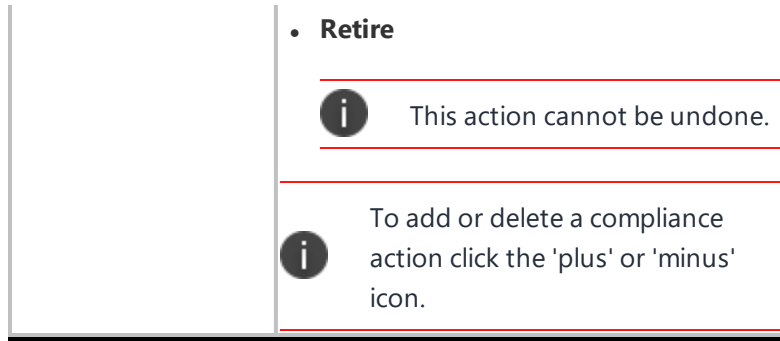 • Retire
This action cannot be undone.
To add or delete a compliance
action click the 'plus' or 'minus'
icon.